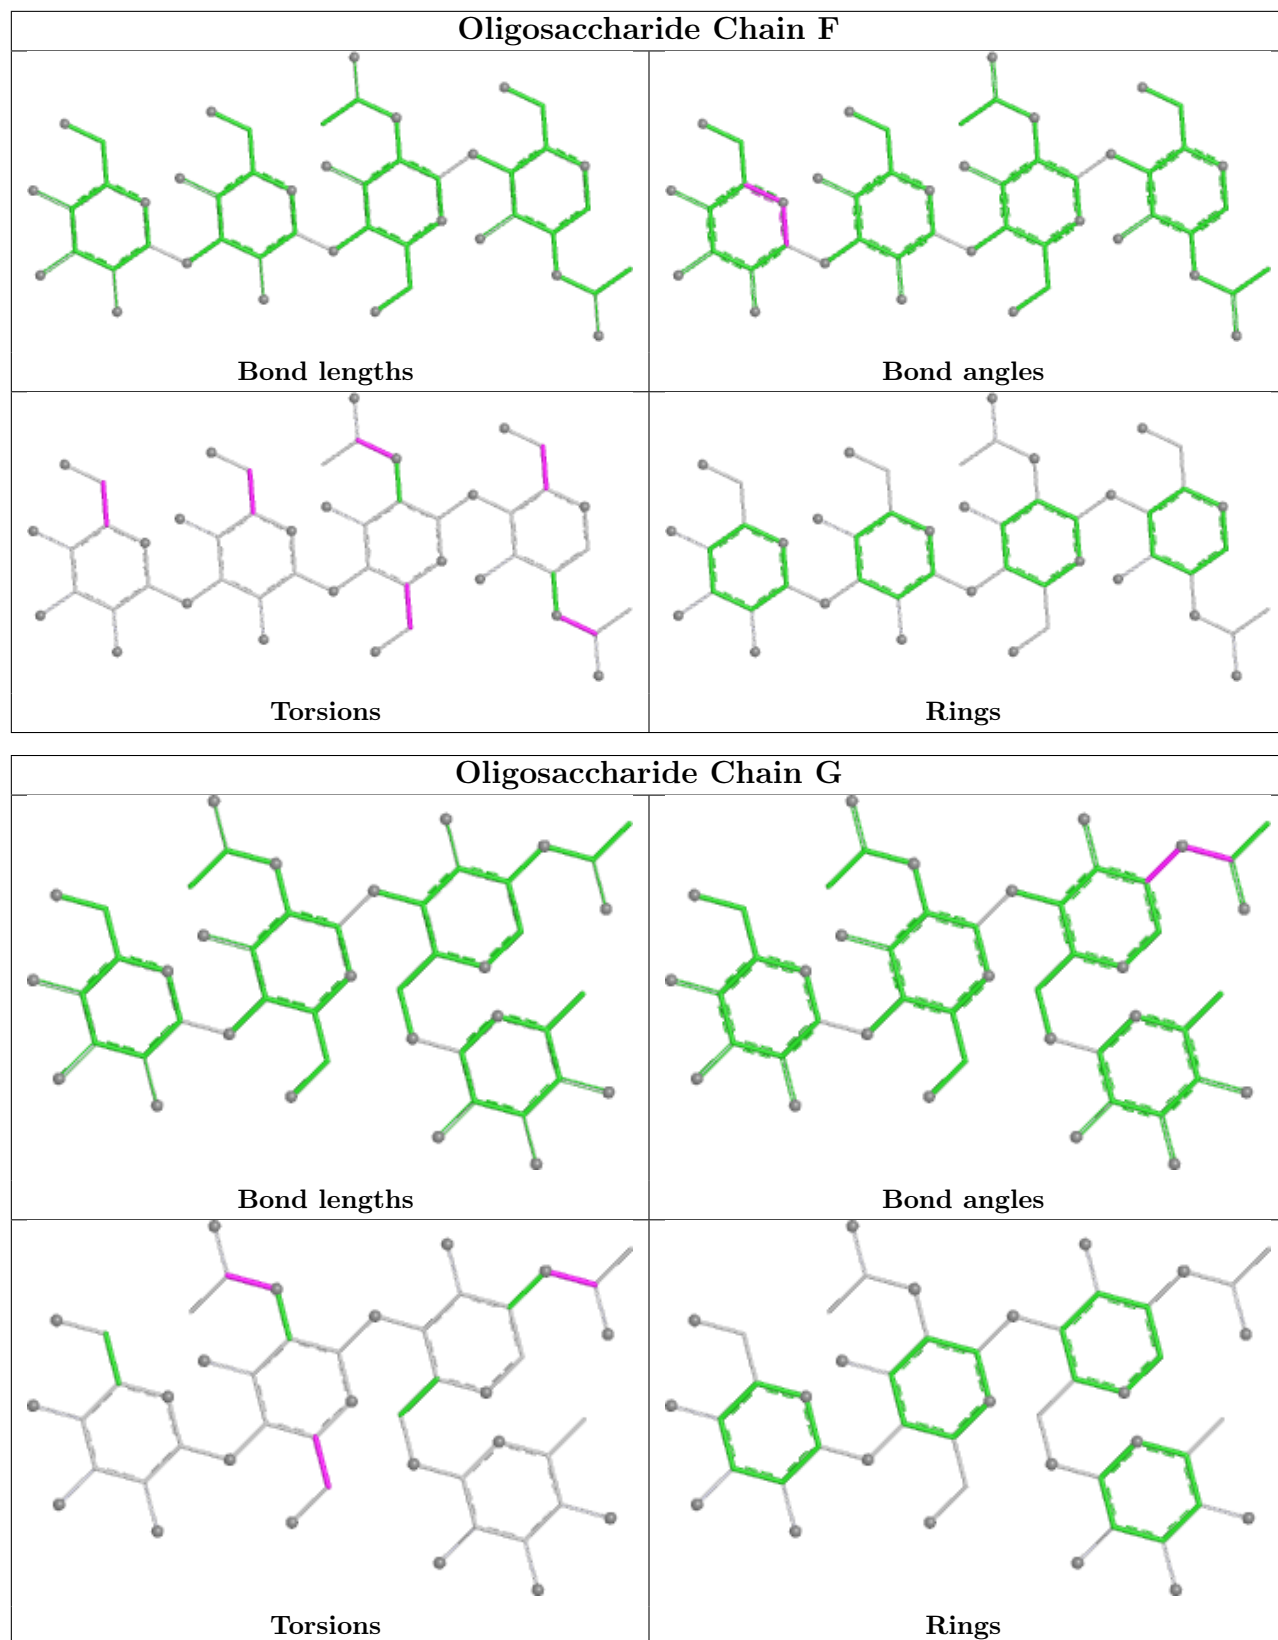 Oligosaccharide Chain F
Bond lengths
Bond angles
Torsions
Rings
Oligosaccharide Chain G
Bond lengths
Bond angles
Torsions
Rings